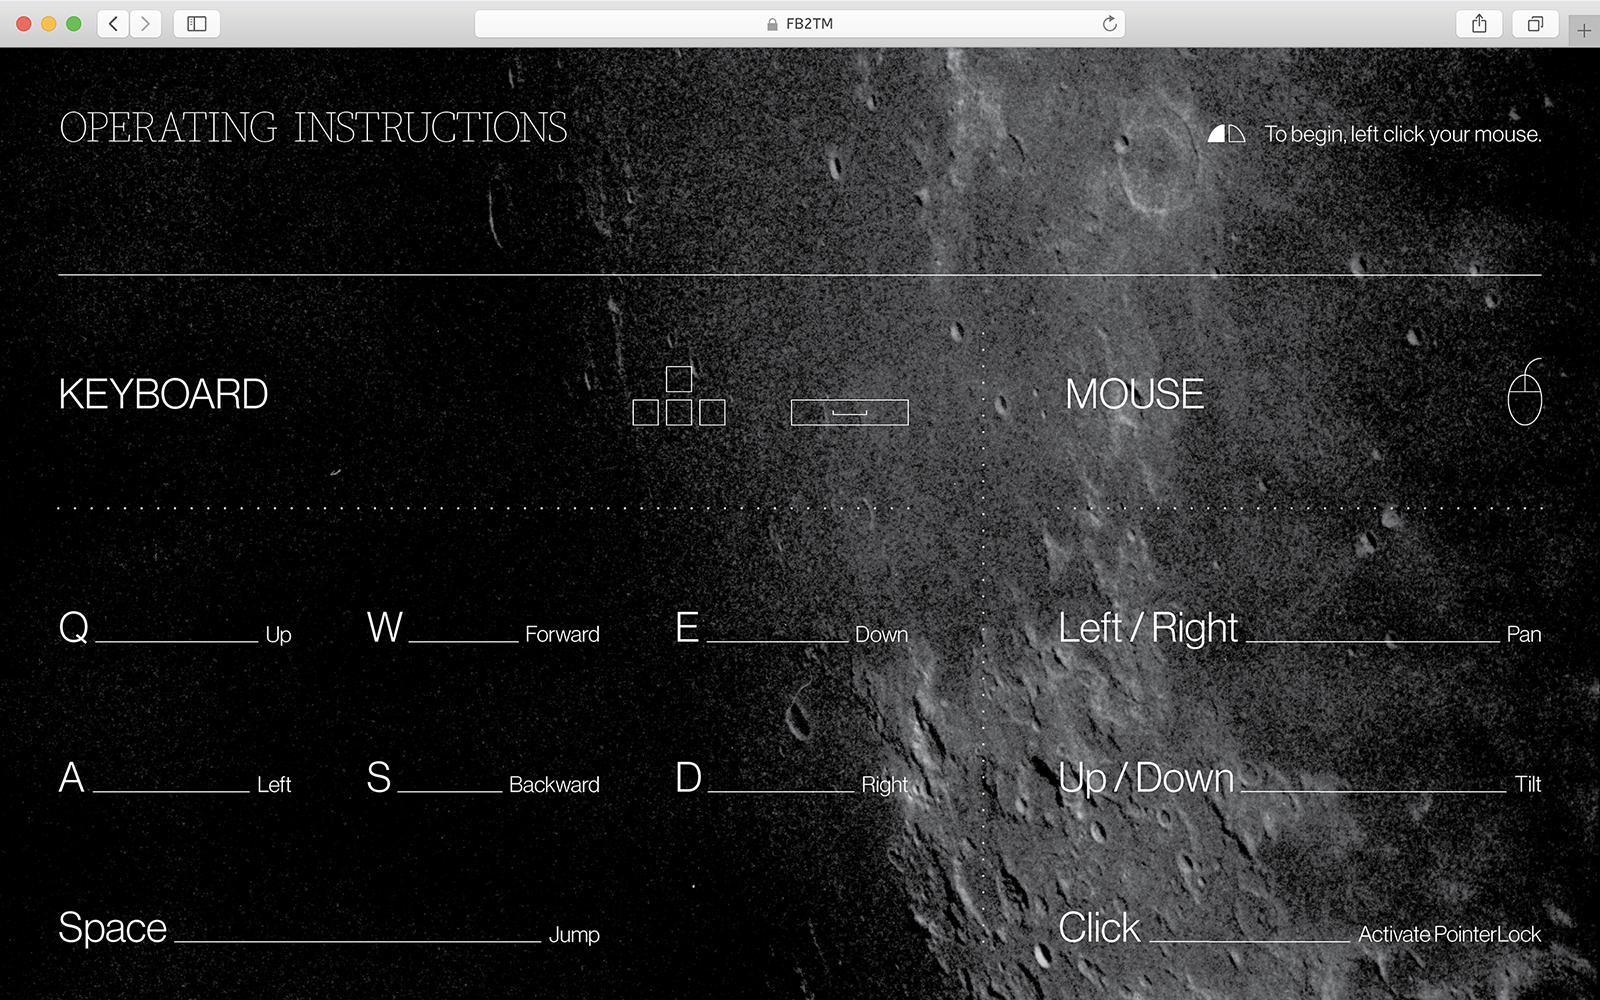 FB2TM
OPERATING INSTRUCTIONS
To begin, left click your mouse.
KEYBOARD
MOUSE
Q Up
W Forward
E Down
Left / Right Pan
A Left
S Backward
D Right
Up / Down Tilt
Space Jump
Click Activate PointerLock